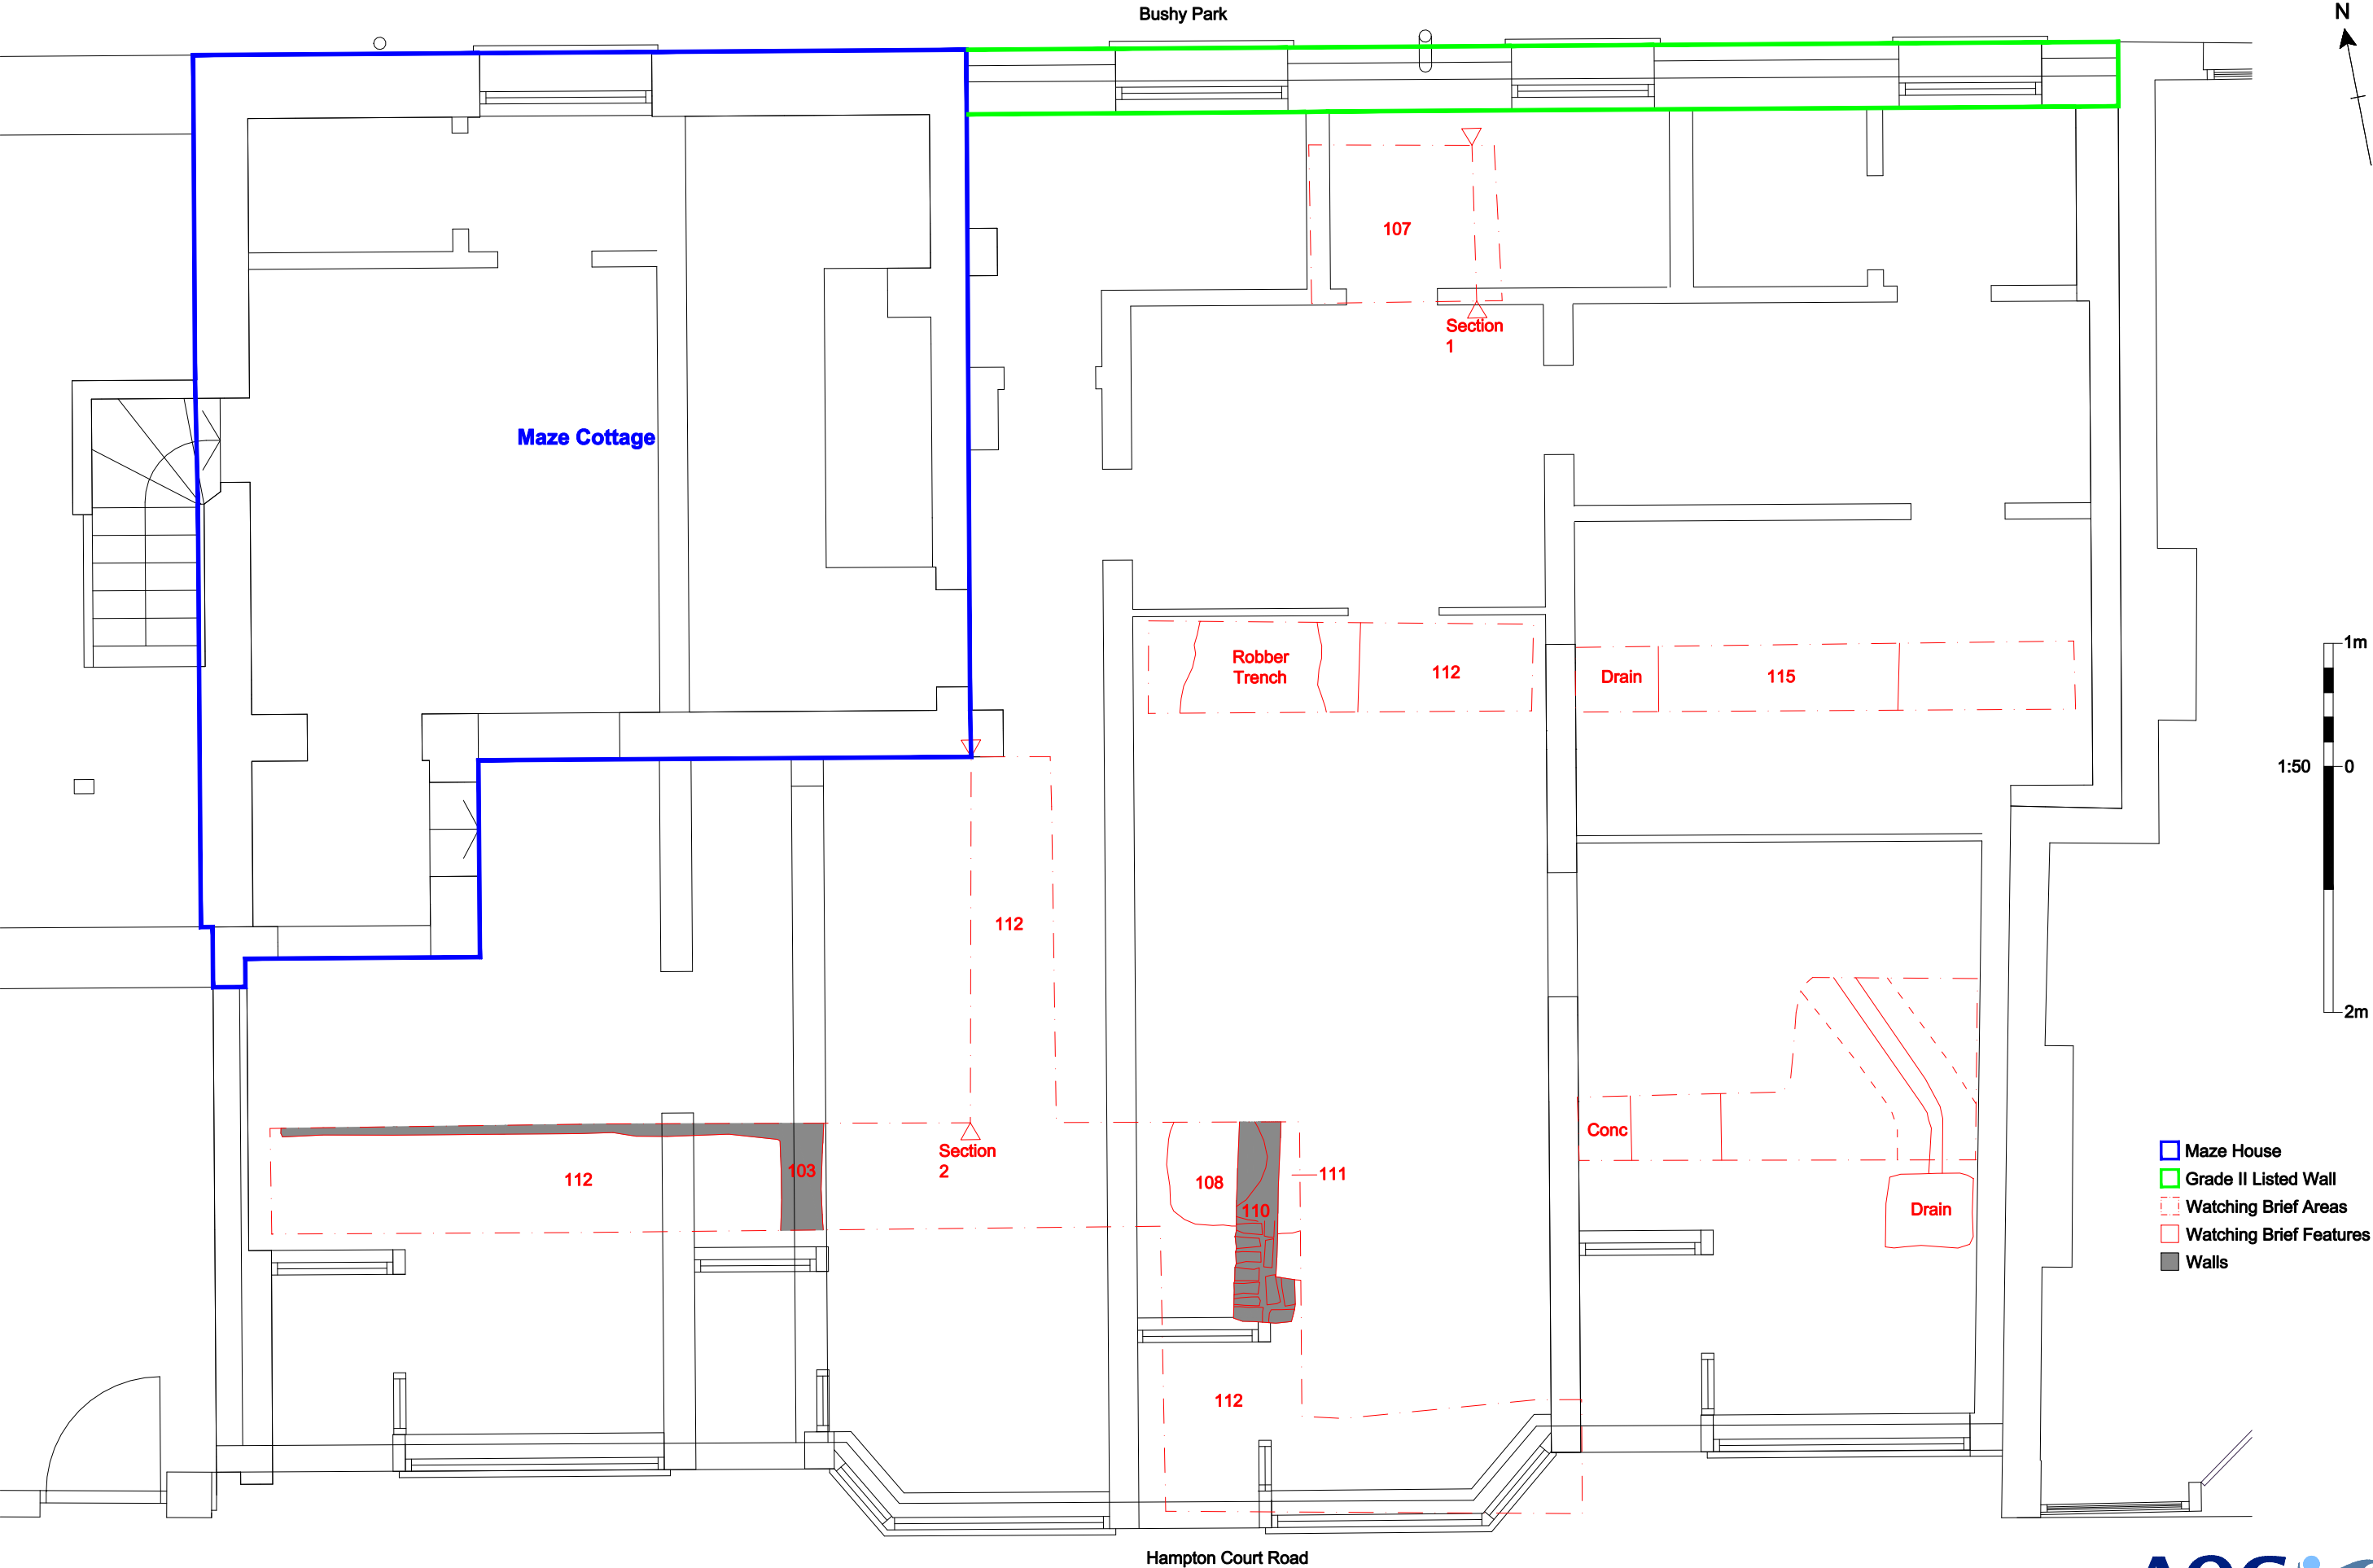 Bushy Park
N
107
Section
1
Maze Cottage
Robber
Trench
112
Drain
115
1m
1:50
0
2m
112
Conc
Section
2
103
112
108
111
110
Drain
112
Maze House
Grade II Listed Wall
Watching Brief Areas
Watching Brief Features
Walls
Hampton Court Road